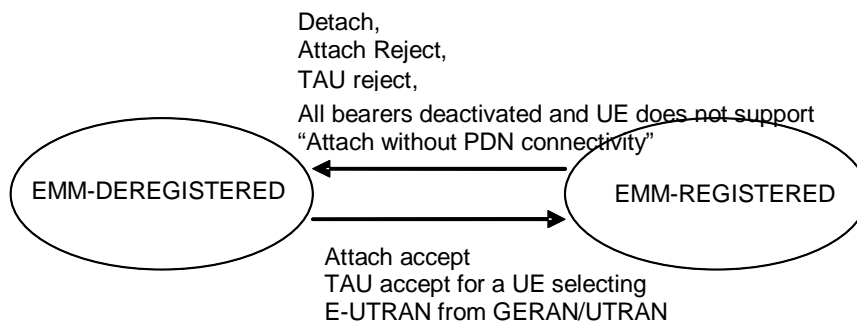 Detach,
Attach Reject,
TAU reject,
All bearers deactivated and UE does not support
“Attach without PDN connectivity”
EMM-DEREGISTERED
EMM-REGISTERED
Attach accept
TAU accept for a UE selecting
E-UTRAN from GERAN/UTRAN